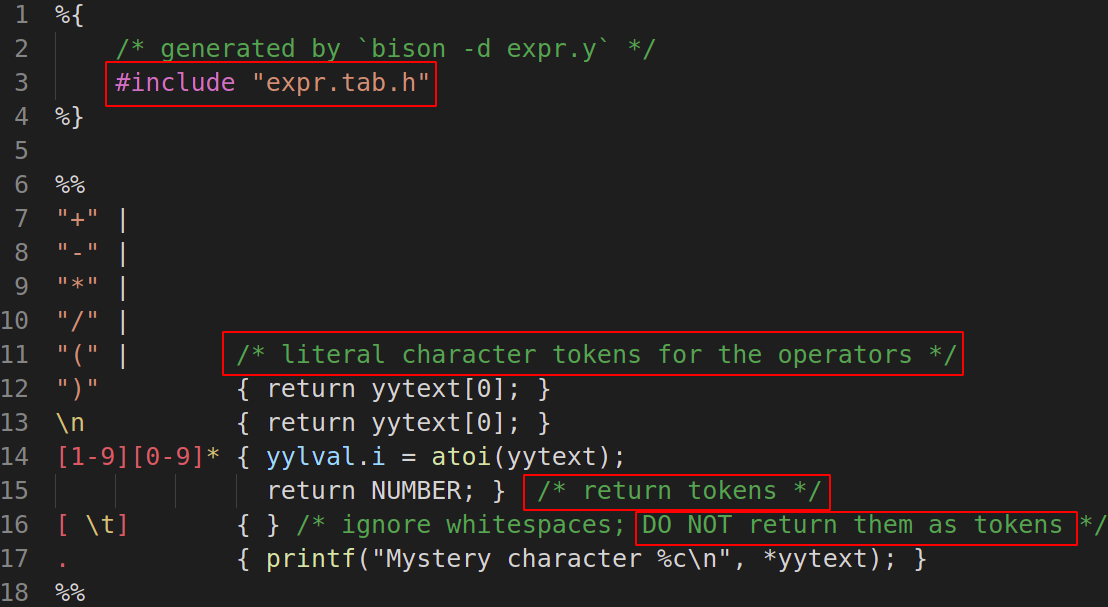 1 %{
2 /* generated by `bison -d expr.y` */
3 #include "expr.tab.h"
4 %}
5
6 %%
7 "+" |
8 "-" |
9 "*" |
10 "/" |
11 "(" | /* literal character tokens for the operators */
12 ")" { return yytext[0]; }
13 \n { return yytext[0]; }
14 [1-9][0-9]* { yylval.i = atoi(yytext);
15 return NUMBER; } /* return tokens */
16 [ \t] { } /* ignore whitespaces; DO NOT return them as tokens */
17 . { printf("Mystery character %c\n", *yytext); }
18 %%